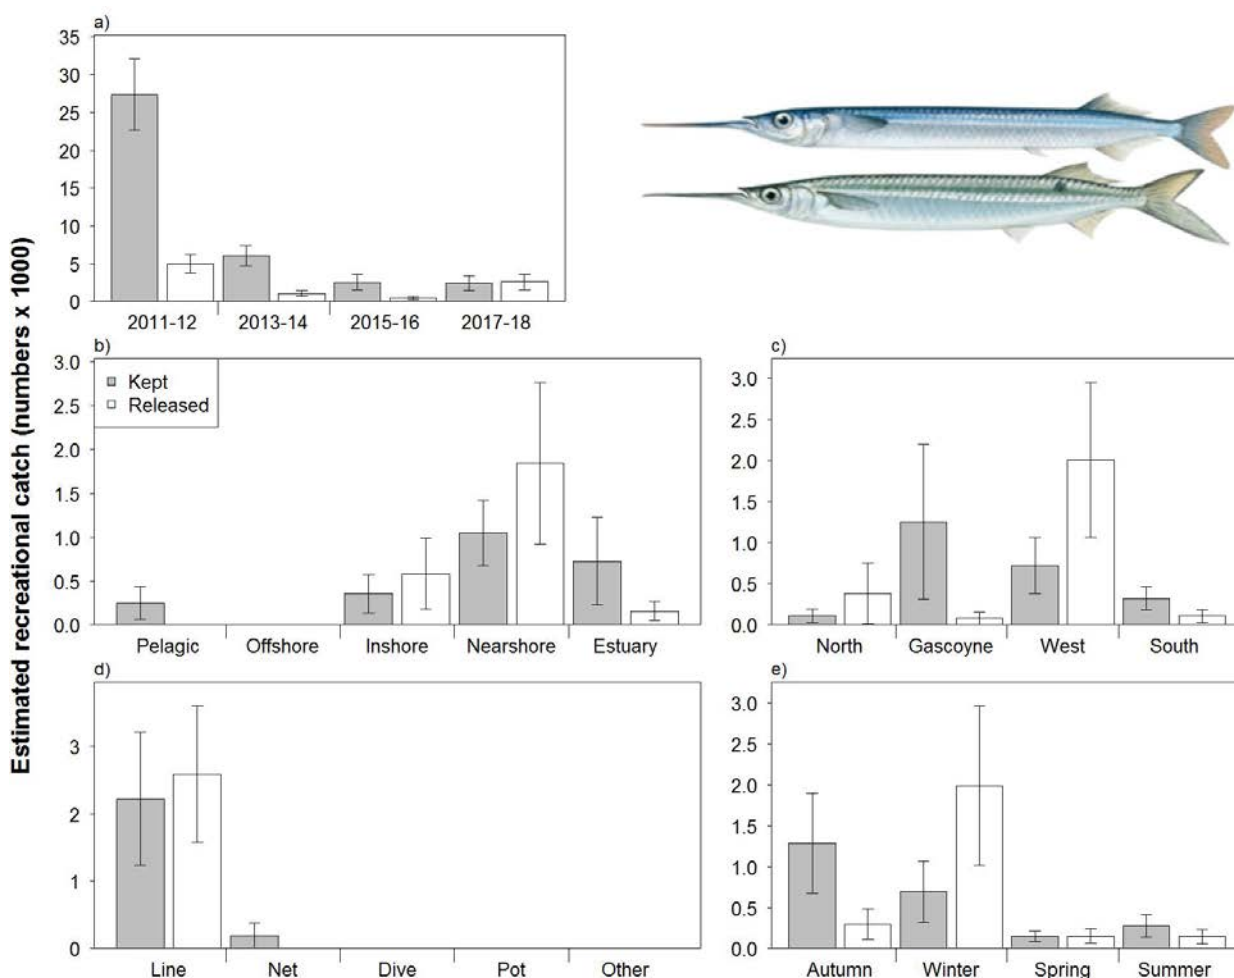 Estimated recreational catch (numbers x 1000)
a)
35
30
25
20
15
10
5
0
2011-12 2013-14 2015-16 2017-18
b)
3.0
2.5
2.0
1.5
1.0
0.5
0.0
Kept
Released
Pelagic Offshore Inshore Nearshore Estuary
c)
3.0
2.5
2.0
1.5
1.0
0.5
0.0
North Gascoyne West South
d)
3
2
1
0
Line Net Dive Pot Other
e)
3.0
2.5
2.0
1.5
1.0
0.5
0.0
Autumn Winter Spring Summer